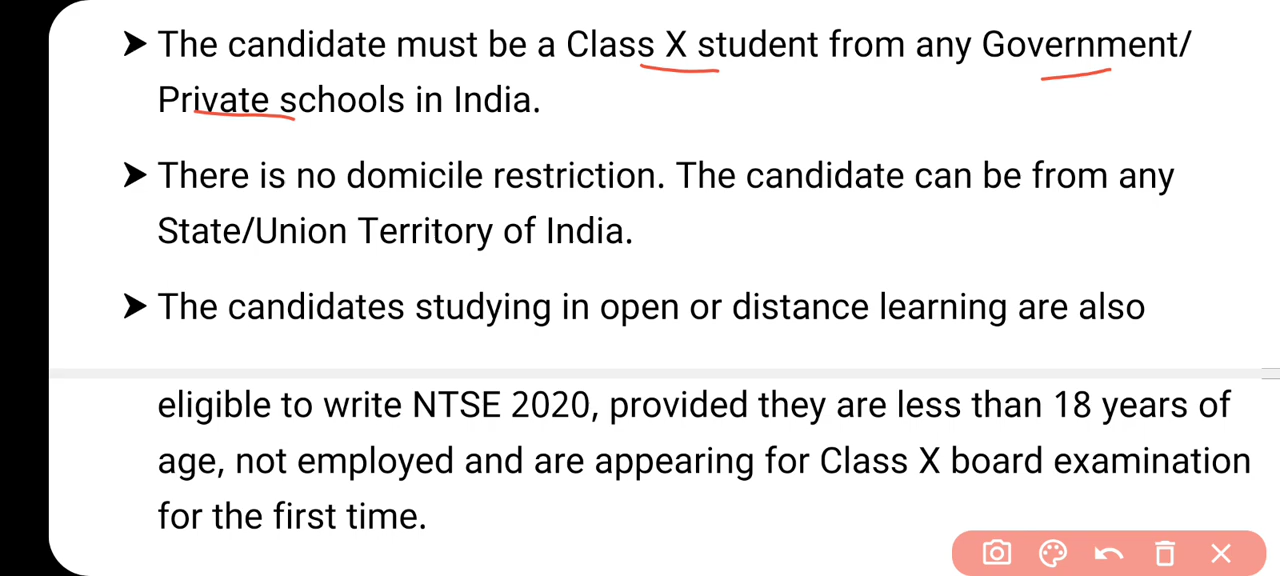 ➤ The candidate must be a Class X student from any Government/
Private schools in India.
➤ There is no domicile restriction. The candidate can be from any
State/Union Territory of India.
➤ The candidates studying in open or distance learning are also
eligible to write NTSE 2020, provided they are less than 18 years of
age, not employed and are appearing for Class X board examination
for the first time.